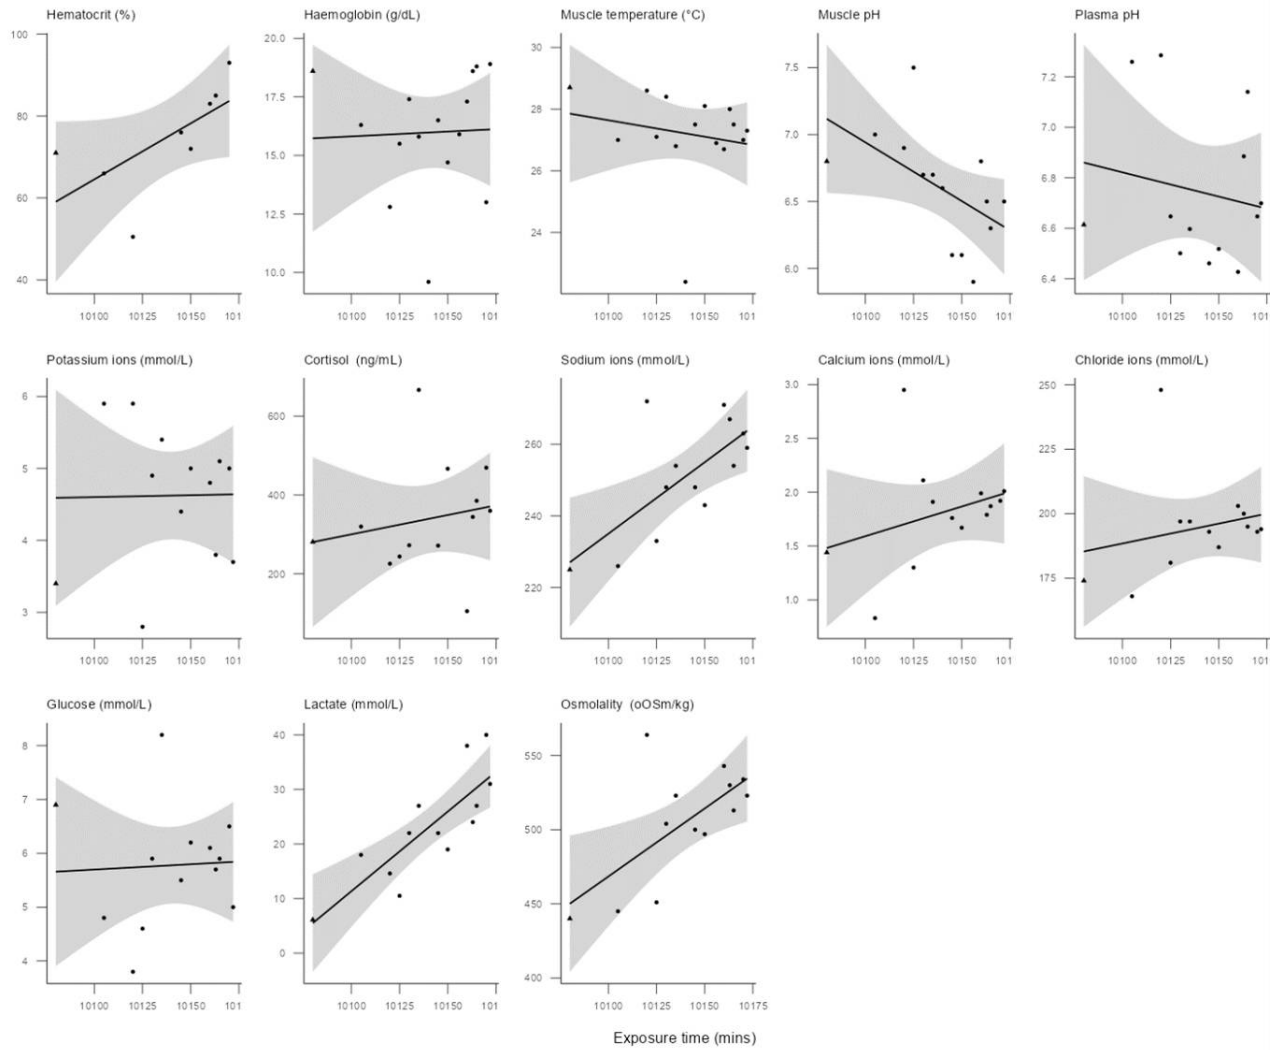 Hematocrit (%) Haemoglobin (g/dL) Muscle temperature (°C) Muscle pH Plasma pH
100 20.0 30 7.5 7.2
80 17.5 28 7.0 7.0
60 15.0 26 6.5 6.8
40 12.5 24 6.0 6.6
10.0 6.4
10100 10125 10150 101 10100 10125 10150 101 10100 10125 10150 101 10100 10125 10150 101 10100 10125 10150 101
Potassium ions (mmol/L) Cortisol (ng/mL) Sodium ions (mmol/L) Calcium ions (mmol/L) Chloride ions (mmol/L)
6 600 260 3.0 250
5 400 240 2.5 225
4 200 220 2.0 200
3 1.5 175
1.0
10100 10125 10150 101 10100 10125 10150 101 10100 10125 10150 101 10100 10125 10150 101 10100 10125 10150 101
Glucose (mmol/L) Lactate (mmol/L) Osmolality (oOSm/kg)
8 40 550
7 30 500
6 20 450
5 10 400
4 0
10100 10125 10150 101 10100 10125 10150 101 10100 10125 10150 10175
Exposure time (mins)